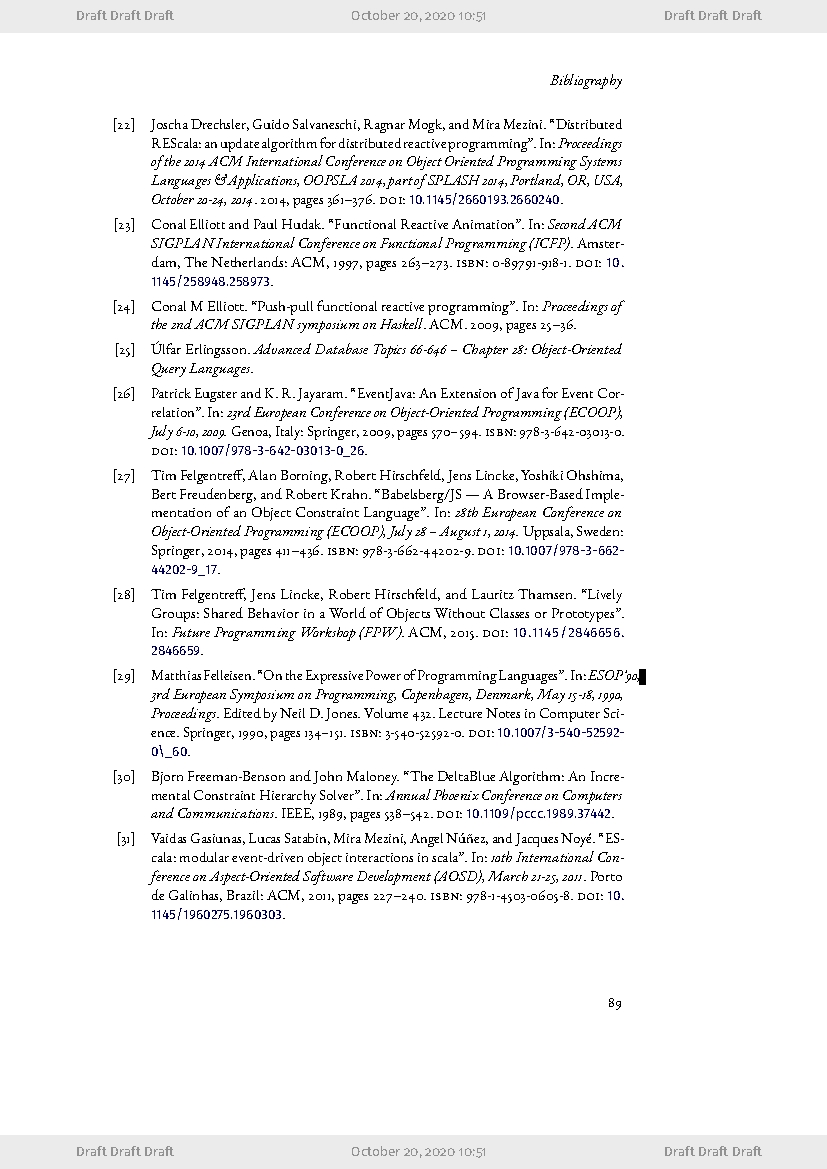 Draft Draft Draft October 20, 2020 10:51 Draft Draft Draft
Bibliography
[22] Joscha Drechsler, Guido Salvaneschi, Ragnar Mogk, and Mira Mezini. “Distributed
REScala: an update algorithm for distributed reactive programming”. In: Proceedings
of the 2014 ACM International Conference on Object Oriented Programming Systems
Languages & Applications, OOPSLA 2014, part of SPLASH 2014, Portland, OR, USA,
October 20-24, 2014. 2014, pages 361–376. DOI: 10.1145/2660193.2660240.
[23] Conal Elliott and Paul Hudak. “Functional Reactive Animation”. In: Second ACM
SIGPLAN International Conference on Functional Programming (ICFP). Amster-
dam, The Netherlands: ACM, 1997, pages 263–273. ISBN: 0-89791-918-1. DOI: 10.
1145/258948.258973.
[24] Conal M Elliott. “Push-pull functional reactive programming”. In: Proceedings of
the 2nd ACM SIGPLAN symposium on Haskell. ACM. 2009, pages 25–36.
[25] Úlfar Erlingsson. Advanced Database Topics 66-646 – Chapter 28: Object-Oriented
Query Languages.
[26] Patrick Eugster and K. R. Jayaram. “EventJava: An Extension of Java for Event Cor-
relation”. In: 23rd European Conference on Object-Oriented Programming (ECOOP),
July 6-10, 2009. Genoa, Italy: Springer, 2009, pages 570–594. ISBN: 978-3-642-03013-0.
DOI: 10.1007/978-3-642-03013-0_26.
[27] Tim Felgentreff, Alan Borning, Robert Hirschfeld, Jens Lincke, Yoshiki Ohshima,
Bert Freudenberg, and Robert Krahn. “Babelsberg/JS — A Browser-Based Imple-
mentation of an Object Constraint Language”. In: 28th European Conference on
Object-Oriented Programming (ECOOP), July 28 – August 1, 2014. Uppsala, Sweden:
Springer, 2014, pages 411–436. ISBN: 978-3-662-44202-9. DOI: 10.1007/978-3-662-
44202-9_17.
[28] Tim Felgentreff, Jens Lincke, Robert Hirschfeld, and Lauritz Thamsen. “Lively
Groups: Shared Behavior in a World of Objects Without Classes or Prototypes”.
In: Future Programming Workshop (FPW). ACM, 2015. DOI: 10.1145/2846656.
2846659.
[29] Matthias Felleisen. “On the Expressive Power of Programming Languages”. In: ESOP’90,
3rd European Symposium on Programming, Copenhagen, Denmark, May 15-18, 1990,
Proceedings. Edited by Neil D. Jones. Volume 432. Lecture Notes in Computer Sci-
ence. Springer, 1990, pages 134–151. ISBN: 3-540-52592-0. DOI: 10.1007/3-540-52592-
0\_60.
[30] Bjorn Freeman-Benson and John Maloney. “The DeltaBlue Algorithm: An Incre-
mental Constraint Hierarchy Solver”. In: Annual Phoenix Conference on Computers
and Communications. IEEE, 1989, pages 538–542. DOI: 10.1109/pccc.1989.37442.
[31] Vaidas Gasiunas, Lucas Satabin, Mira Mezini, Angel Núñez, and Jacques Noyé. “ES-
cala: modular event-driven object interactions in scala”. In: 10th International Con-
ference on Aspect-Oriented Software Development (AOSD), March 21-25, 2011. Porto
de Galinhas, Brazil: ACM, 2011, pages 227–240. ISBN: 978-1-4503-0605-8. DOI: 10.
1145/1960275.1960303.
89
Draft Draft Draft October 20, 2020 10:51 Draft Draft Draft